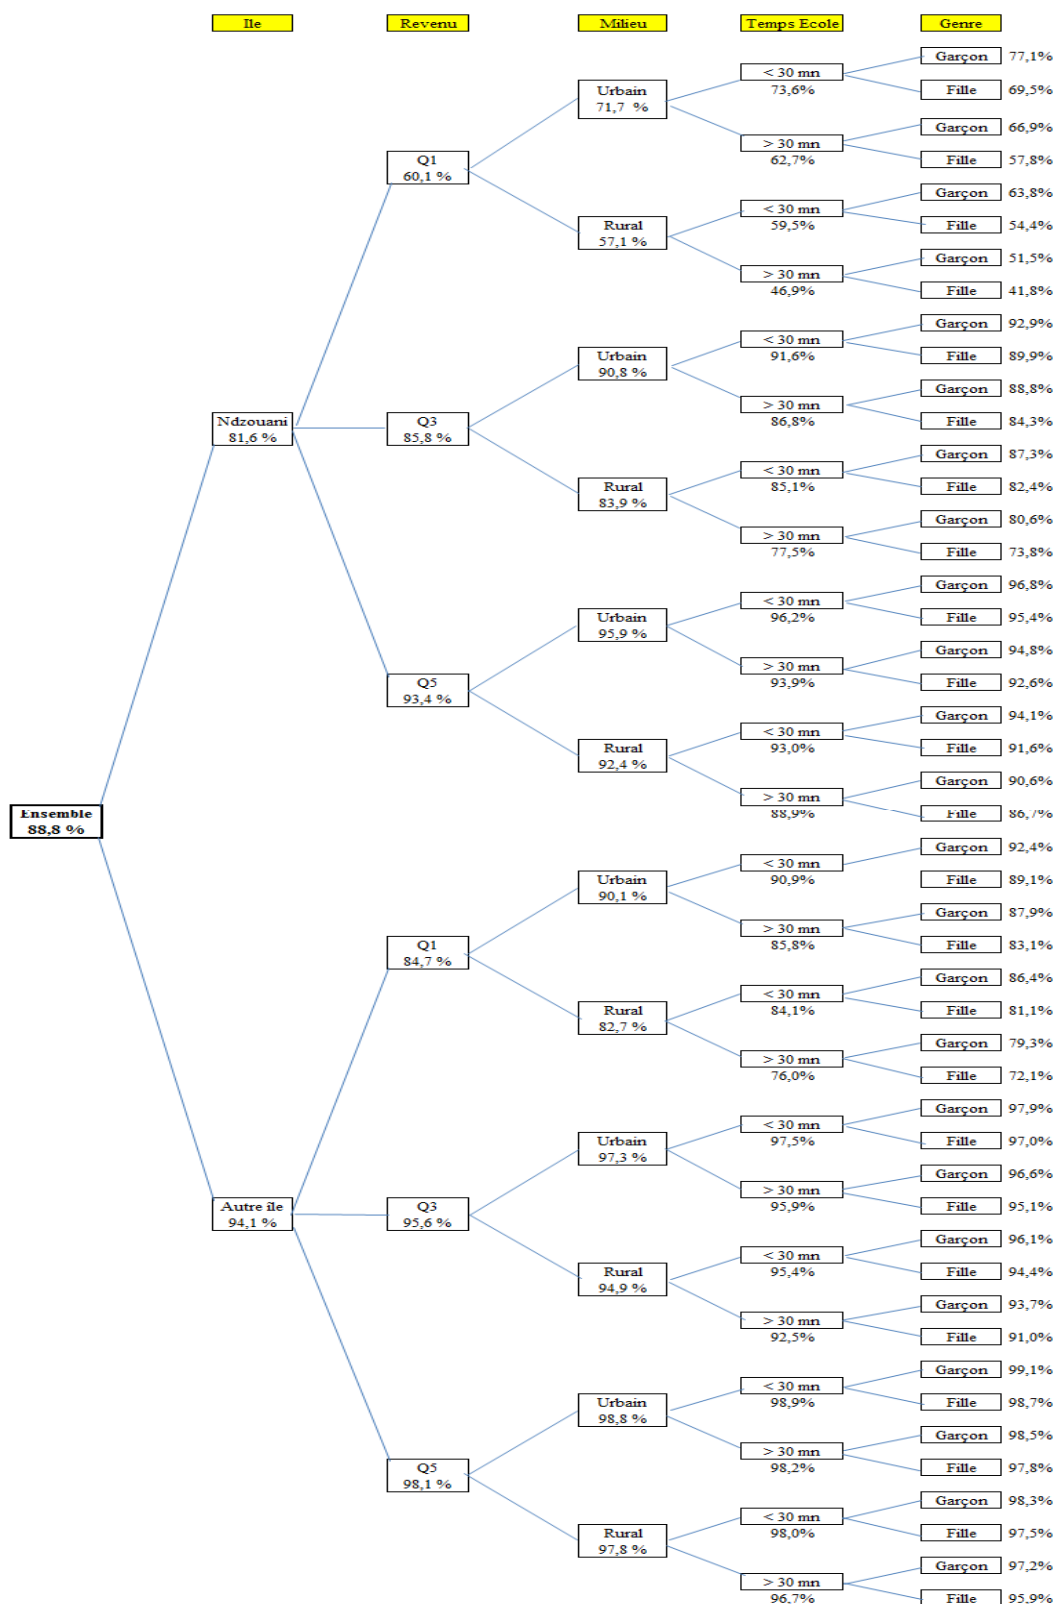 Ile
Revenu
Milieu
Temps Ecole
Genre
Ensemble
88,8 %
Ndzouani
81,6 %
Q1
60,1 %
Urbain
71,7 %
< 30 mn
73,6%
Garçon 77,1%
Fille 69,5%
> 30 mn
62,7%
Garçon 66,9%
Fille 57,8%
Rural
57,1 %
< 30 mn
59,5%
Garçon 63,8%
Fille 54,4%
> 30 mn
46,9%
Garçon 51,5%
Fille 41,8%
Q3
85,8 %
Urbain
90,8 %
< 30 mn
91,6%
Garçon 92,9%
Fille 89,9%
> 30 mn
86,8%
Garçon 88,8%
Fille 84,3%
Rural
83,9 %
< 30 mn
85,1%
Garçon 87,3%
Fille 82,4%
> 30 mn
77,5%
Garçon 80,6%
Fille 73,8%
Q5
93,4 %
Urbain
95,9 %
< 30 mn
96,2%
Garçon 96,8%
Fille 95,4%
> 30 mn
93,9%
Garçon 94,8%
Fille 92,6%
Rural
92,4 %
< 30 mn
93,0%
Garçon 94,1%
Fille 91,6%
> 30 mn
88,9%
Garçon 90,6%
Fille 86,7%
Autre île
94,1 %
Q1
84,7 %
Urbain
90,1 %
< 30 mn
90,9%
Garçon 92,4%
Fille 89,1%
> 30 mn
85,8%
Garçon 87,9%
Fille 83,1%
Rural
82,7 %
< 30 mn
84,1%
Garçon 86,4%
Fille 81,1%
> 30 mn
76,0%
Garçon 79,3%
Fille 72,1%
Q3
95,6 %
Urbain
97,3 %
< 30 mn
97,5%
Garçon 97,9%
Fille 97,0%
> 30 mn
95,9%
Garçon 96,6%
Fille 95,1%
Rural
94,9 %
< 30 mn
95,4%
Garçon 96,1%
Fille 94,4%
> 30 mn
92,5%
Garçon 93,7%
Fille 91,0%
Q5
98,1 %
Urbain
98,8 %
< 30 mn
98,9%
Garçon 99,1%
Fille 98,7%
> 30 mn
98,2%
Garçon 98,5%
Fille 97,8%
Rural
97,8 %
< 30 mn
98,0%
Garçon 98,3%
Fille 97,5%
> 30 mn
96,7%
Garçon 97,2%
Fille 95,9%